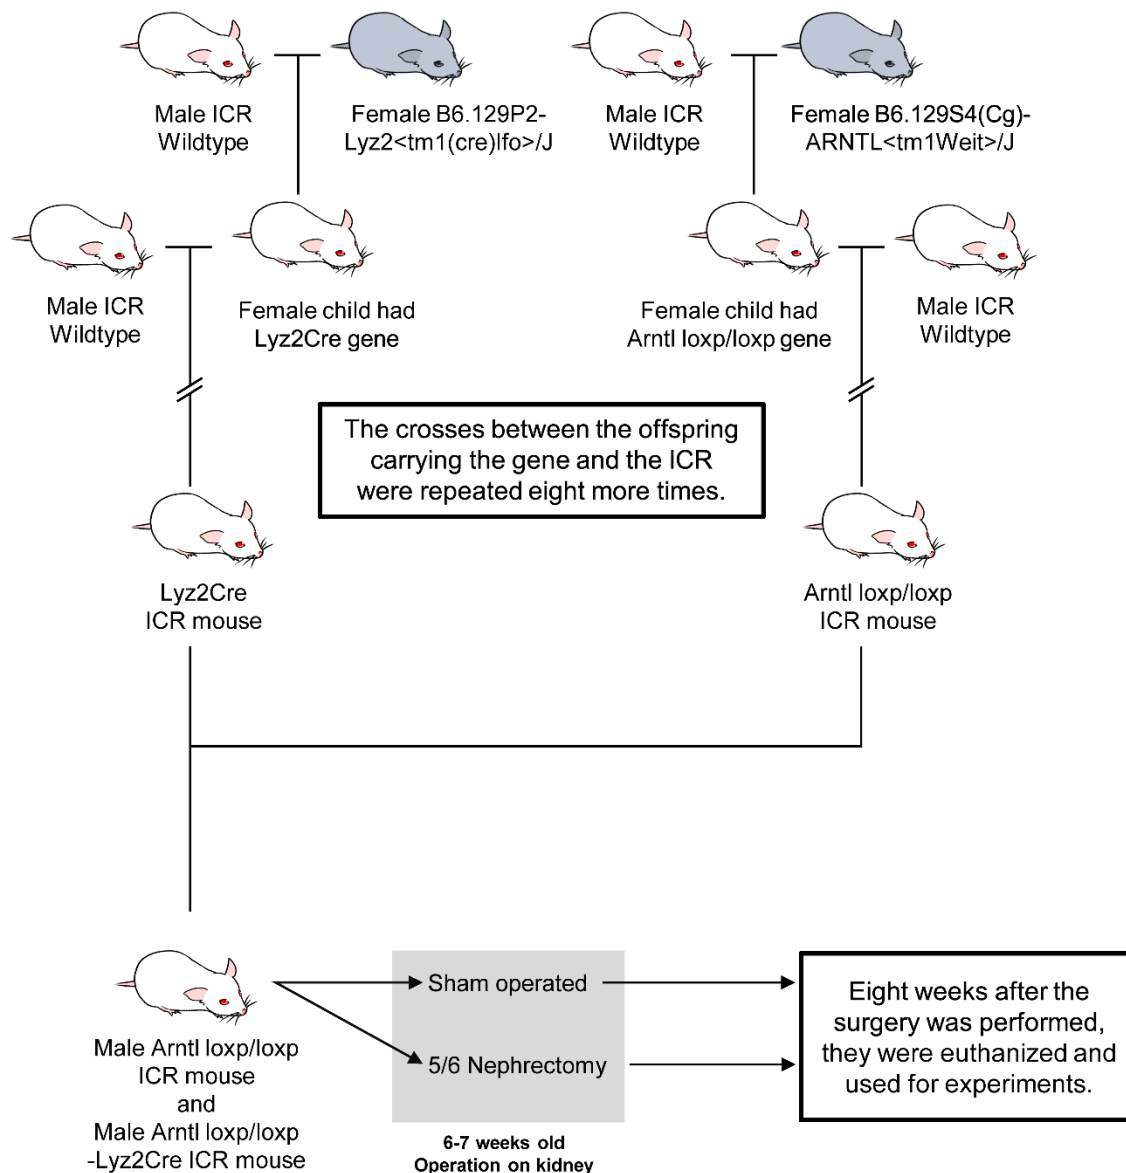 Male ICR
Wildtype
Female B6.129P2-
Lyz2<tm1(cre)Ifo>/J
Male ICR
Wildtype
Female B6.129S4(Cg)-
ARNTL<tm1Weit>/J
Male ICR
Wildtype
Female child had
Lyz2Cre gene
Female child had
Arntl loxp/loxp gene
Male ICR
Wildtype
The crosses between the offspring
carrying the gene and the ICR
were repeated eight more times.
Lyz2Cre
ICR mouse
Arntl loxp/loxp
ICR mouse
Male Arntl loxp/loxp
ICR mouse
and
Male Arntl loxp/loxp
-Lyz2Cre ICR mouse
Sham operated
5/6 Nephrectomy
6-7 weeks old
Operation on kidney
Eight weeks after the
surgery was performed,
they were euthanized and
used for experiments.